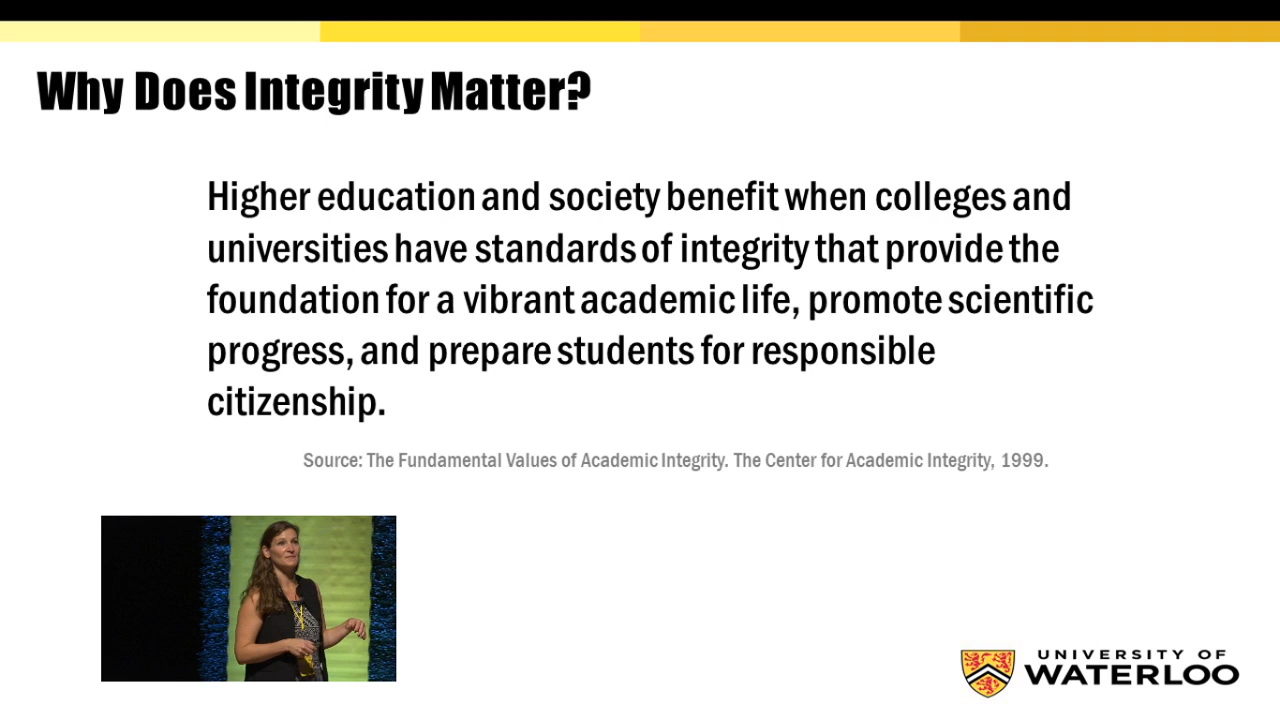 Why Does Integrity Matter?
Higher education and society benefit when colleges and
universities have standards of integrity that provide the
foundation for a vibrant academic life, promote scientific
progress, and prepare students for responsible
citizenship.
Source: The Fundamental Values of Academic Integrity. The Center for Academic Integrity, 1999.
UNIVERSITY OF
WATERLOO